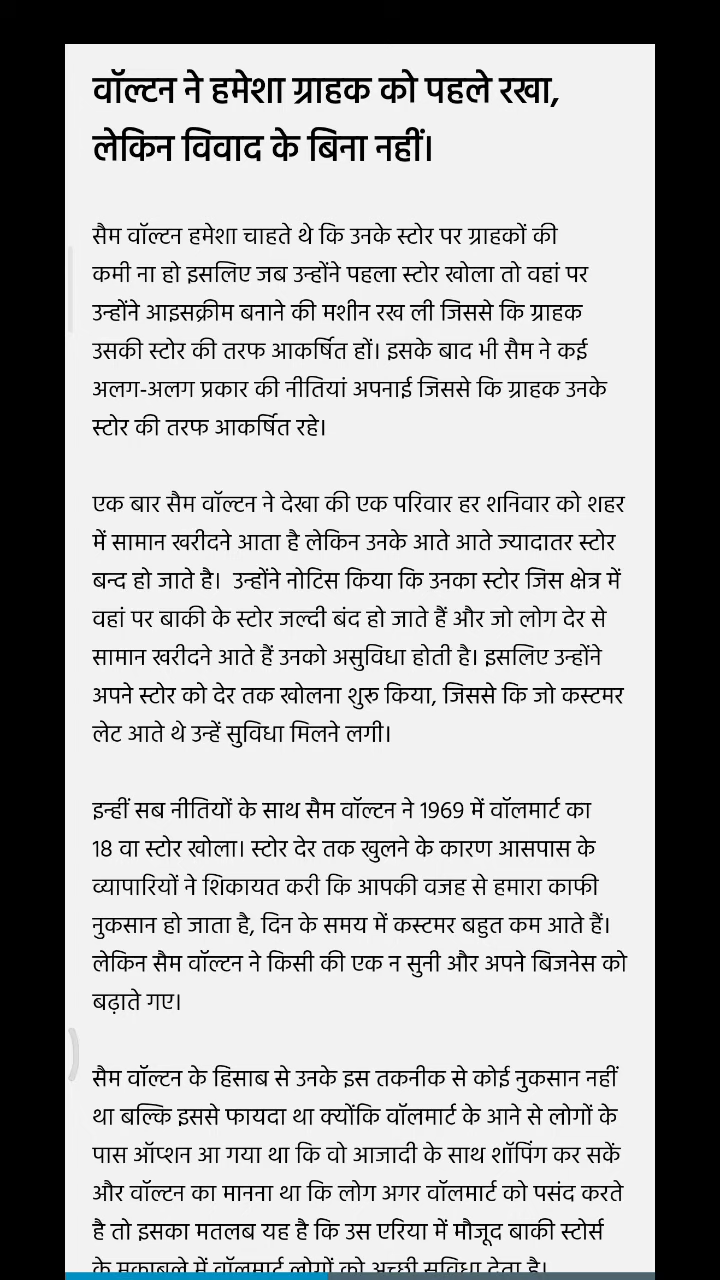 वॉल्टन ने हमेशा ग्राहक को पहले रखा,
लेकिन विवाद के बिना नहीं।
सैम वॉल्टन हमेशा चाहते थे कि उनके स्टोर पर ग्राहकों की
कमी ना हो इसलिए जब उन्होंने पहला स्टोर खोला तो वहां पर
उन्होंने आइसक्रीम बनाने की मशीन रख ली जिससे कि ग्राहक
उसकी स्टोर की तरफ आकर्षित हों। इसके बाद भी सैम ने कई
अलग-अलग प्रकार की नीतियां अपनाई जिससे कि ग्राहक उनके
स्टोर की तरफ आकर्षित रहे।
एक बार सैम वॉल्टन ने देखा की एक परिवार हर शनिवार को शहर
में सामान खरीदने आता है लेकिन उनके आते आते ज्यादातर स्टोर
बन्द हो जाते है। उन्होंने नोटिस किया कि उनका स्टोर जिस क्षेत्र में
वहां पर बाकी के स्टोर जल्दी बंद हो जाते हैं और जो लोग देर से
सामान खरीदने आते हैं उनको असुविधा होती है। इसलिए उन्होंने
अपने स्टोर को देर तक खोलना शुरू किया, जिससे कि जो कस्टमर
लेट आते थे उन्हें सुविधा मिलने लगी।
इन्हीं सब नीतियों के साथ सैम वॉल्टन ने 1969 में वॉलमार्ट का
18 वा स्टोर खोला। स्टोर देर तक खुलने के कारण आसपास के
व्यापारियों ने शिकायत करी कि आपकी वजह से हमारा काफी
नुकसान हो जाता है, दिन के समय में कस्टमर बहुत कम आते हैं।
लेकिन सैम वॉल्टन ने किसी की एक न सुनी और अपने बिजनेस को
बढ़ाते गए।
सैम वॉल्टन के हिसाब से उनके इस तकनीक से कोई नुकसान नहीं
था बल्कि इससे फायदा था क्योंकि वॉलमार्ट के आने से लोगों के
पास ऑप्शन आ गया था कि वो आजादी के साथ शॉपिंग कर सकें
और वॉल्टन का मानना था कि लोग अगर वॉलमार्ट को पसंद करते
है तो इसका मतलब यह है कि उस एरिया में मौजूद बाकी स्टोर्स
के मकाबले में वॉलमार्ट लोगों को अच्छी सविधा देता है।